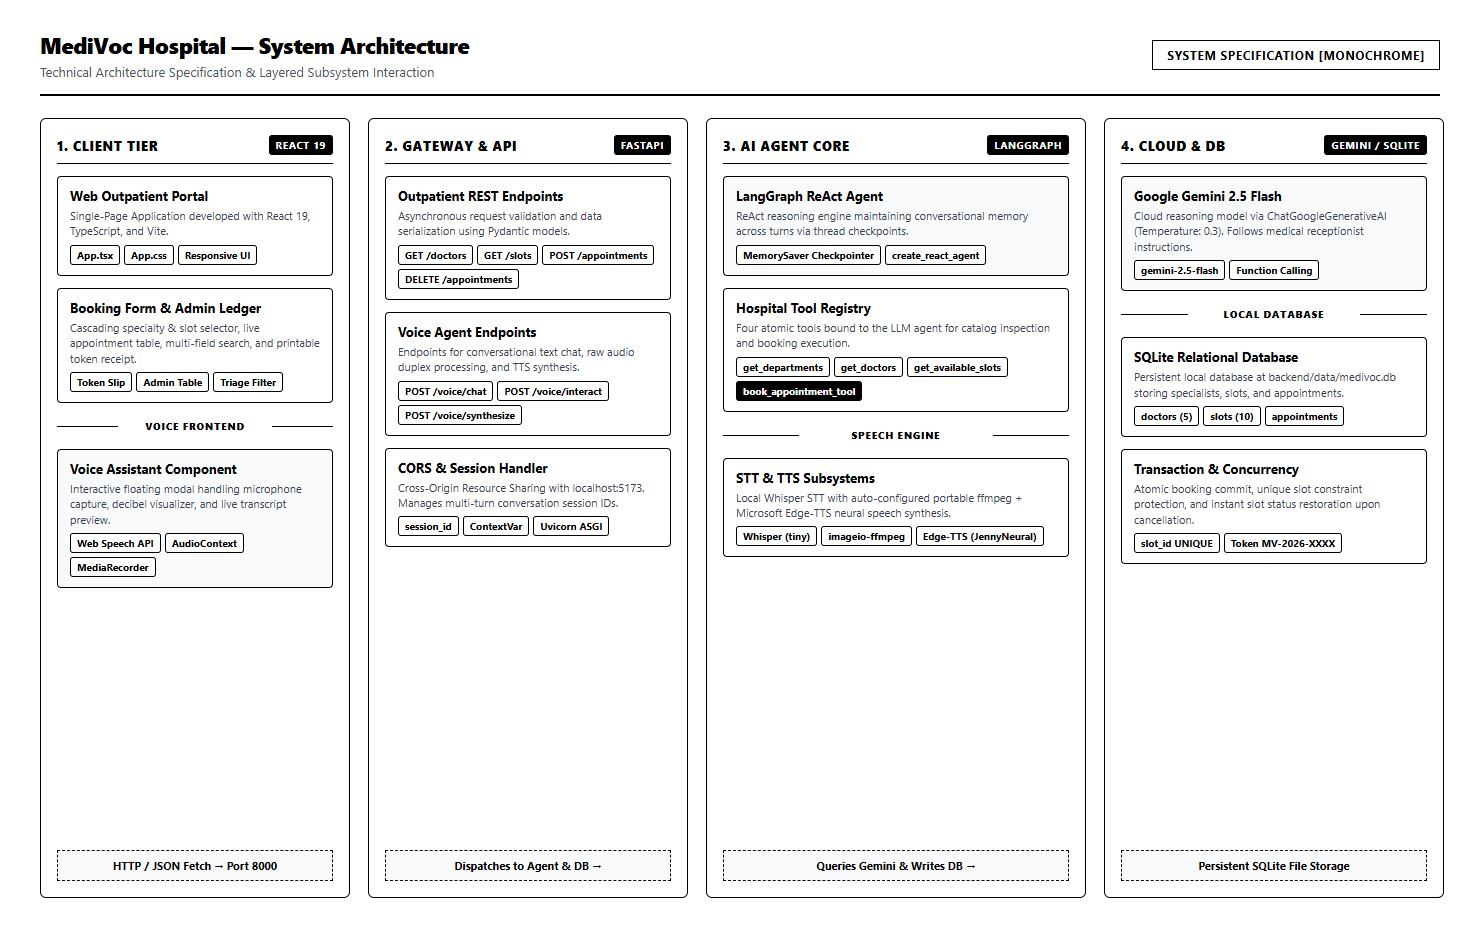 MediVoc Hospital — System Architecture
Technical Architecture Specification & Layered Subsystem Interaction
SYSTEM SPECIFICATION [MONOCHROME]
1. CLIENT TIER
REACT 19
Web Outpatient Portal
Single-Page Application developed with React 19,
TypeScript, and Vite.
App.tsx
App.css
Responsive UI
Booking Form & Admin Ledger
Cascading specialty & slot selector, live
appointment table, multi-field search, and printable
token receipt.
Token Slip
Admin Table
Triage Filter
VOICE FRONTEND
Voice Assistant Component
Interactive floating modal handling microphone
capture, decibel visualizer, and live transcript
preview.
Web Speech API
AudioContext
MediaRecorder
HTTP / JSON Fetch → Port 8000
2. GATEWAY & API
FASTAPI
Outpatient REST Endpoints
Asynchronous request validation and data
serialization using Pydantic models.
GET /doctors
GET /slots
POST /appointments
DELETE /appointments
Voice Agent Endpoints
Endpoints for conversational text chat, raw audio
duplex processing, and TTS synthesis.
POST /voice/chat
POST /voice/interact
POST /voice/synthesize
CORS & Session Handler
Cross-Origin Resource Sharing with localhost:5173.
Manages multi-turn conversation session IDs.
session_id
ContextVar
Uvicorn ASGI
Dispatches to Agent & DB →
3. AI AGENT CORE
LANGGRAPH
LangGraph ReAct Agent
ReAct reasoning engine maintaining conversational memory
across turns via thread checkpoints.
MemorySaver Checkpointer
create_react_agent
Hospital Tool Registry
Four atomic tools bound to the LLM agent for catalog inspection
and booking execution.
get_departments
get_doctors
get_available_slots
book_appointment_tool
SPEECH ENGINE
STT & TTS Subsystems
Local Whisper STT with auto-configured portable ffmpeg +
Microsoft Edge-TTS neural speech synthesis.
Whisper (tiny)
imageio-ffmpeg
Edge-TTS (JennyNeural)
Queries Gemini & Writes DB →
4. CLOUD & DB
GEMINI / SQLITE
Google Gemini 2.5 Flash
Cloud reasoning model via ChatGoogleGenerativeAI
(Temperature: 0.3). Follows medical receptionist
instructions.
gemini-2.5-flash
Function Calling
LOCAL DATABASE
SQLite Relational Database
Persistent local database at backend/data/medivoc.db
storing specialists, slots, and appointments.
doctors (5)
slots (10)
appointments
Transaction & Concurrency
Atomic booking commit, unique slot constraint
protection, and instant slot status restoration upon
cancellation.
slot_id UNIQUE
Token MV-2026-XXXX
Persistent SQLite File Storage